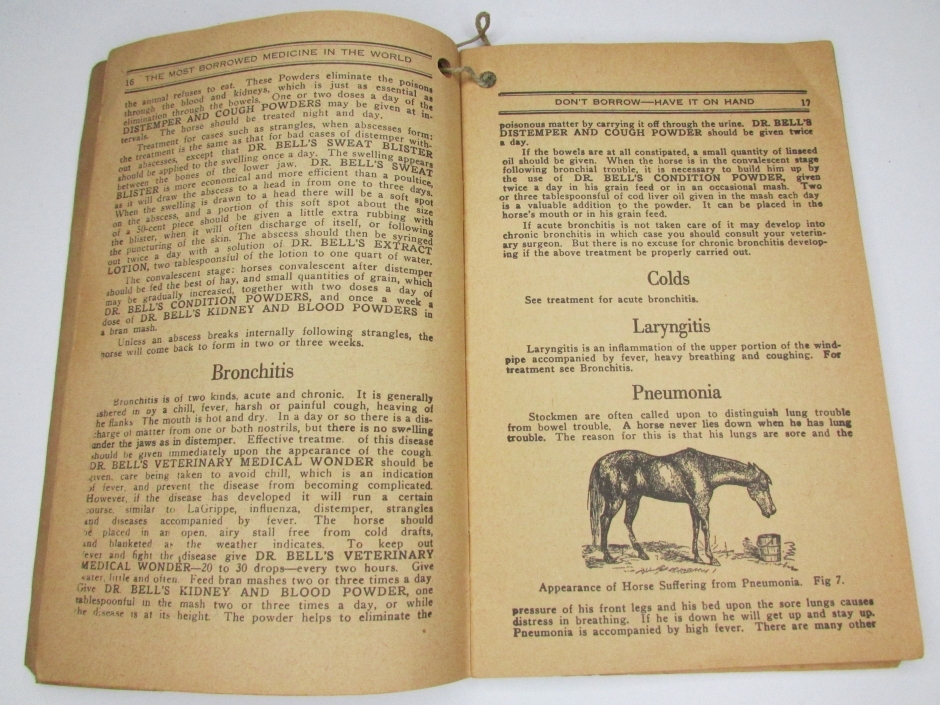 16 THE MOST BORROWED MEDICINE IN THE WORLD
the animal refuses to eat. These Powders eliminate the poisons
through the blood and kidneys, which is just as essential as
elimination through the bowels. One or two doses a day of the
DISTEMPER AND COUGH POWDERS may be given at in-
tervals. The horse should be treated night and day.
Treatment for cases such as strangles, when abscesses form:
the treatment is the same as that for bad cases of distemper with-
out abscesses, except that DR. BELL'S SWEAT BLISTER
should be applied to the swelling once a day. The swelling appears
between the bones of the lower jaw. DR. BELL'S SWEAT
BLISTER is more economical and more efficient than a poultice,
as it will draw the abscess to a head in from one to three days.
When the swelling is drawn to a head there will be a soft spot
on the abscess, and a portion of this soft spot about the size
of a 50-cent piece should be given a little extra rubbing with
the blister, when it will often discharge of itself, or following
the puncturing of the skin. The abscess should then be syringed
out twice a day with a solution of DR. BELL'S EXTRACT
LOTION, two tablespoonsful of the lotion to one quart of water.
The convalescent stage: horses convalescent after distemper
should be fed the best of hay, and small quantities of grain, which
may be gradually increased, together with two doses a day of
DR. BELL'S CONDITION POWDERS, and once a week a
dose of DR. BELL'S KIDNEY AND BLOOD POWDERS in
a bran mash.
Unless an abscess breaks internally following strangles, the
horse will come back to form in two or three weeks.
Bronchitis
Bronchitis is of two kinds, acute and chronic. It is generally
ushered in by a chill, fever, harsh or painful cough, heaving of
the flanks The mouth is hot and dry. In a day or so there is a dis-
charge of matter from one or both nostrils, but there is no swelling
under the jaws as in distemper. Effective treatme. of this disease
should be given immediately upon the appearance of the cough
DR. BELL'S VETERINARY MEDICAL WONDER should be
given, care being taken to avoid chill, which is an indication
of fever, and prevent the disease from becoming complicated.
However, if the disease has developed it will run a certain
course, similar to LaGrippe, influenza, distemper, strangles
and diseases accompanied by fever. The horse should
be placed in an open, airy stall free from cold drafts,
and blanketed as the weather indicates. To keep out
fever and fight the disease give DR. BELL'S VETERINARY
MEDICAL WONDER—20 to 30 drops—every two hours. Give
water, little and often. Feed bran mashes two or three times a day
Give DR. BELL'S KIDNEY AND BLOOD POWDER, one
tablespoonful in the mash two or three times a day, or while
the disease is at its height. The powder helps to eliminate the
DON'T BORROW—HAVE IT ON HAND 17
poisonous matter by carrying it off through the urine. DR. BELL'S
DISTEMPER AND COUGH POWDER should be given twice
a day.
If the bowels are at all constipated, a small quantity of linseed
oil should be given. When the horse is in the convalescent stage
following bronchial trouble, it is necessary to build him up by
the use of DR. BELL'S CONDITION POWDER, given
twice a day in his grain feed or in an occasional mash. Two
or three tablespoonsful of cod liver oil given in the mash each day
is a valuable addition to the powder. It can be placed in the
horse's mouth or in his grain feed.
If acute bronchitis is not taken care of it may develop into
chronic bronchitis in which case you should consult your veterin-
ary surgeon. But there is no excuse for chronic bronchitis develop-
ing if the above treatment be properly carried out.
Colds
See treatment for acute bronchitis.
Laryngitis
Laryngitis is an inflammation of the upper portion of the wind-
pipe accompanied by fever, heavy breathing and coughing. For
treatment see Bronchitis.
Pneumonia
Stockmen are often called upon to distinguish lung trouble
from bowel trouble. A horse never lies down when he has lung
trouble. The reason for this is that his lungs are sore and the
Appearance of Horse Suffering from Pneumonia. Fig 7.
pressure of his front legs and his bed upon the sore lungs causes
distress in breathing. If he is down he will get up and stay up.
Pneumonia is accompanied by high fever. There are many other